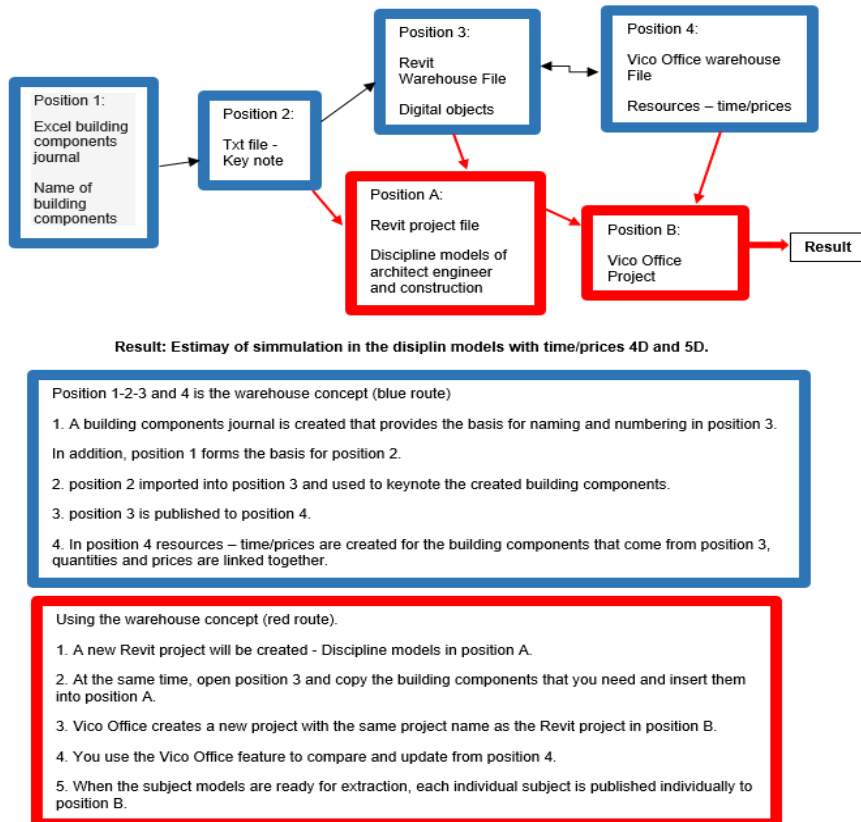 Position 1:
Excel building
components
journal
Name of
building
components
Position 2:
Txt file -
Key note
Position 3:
Revit
Warehouse File
Digital objects
Position 4:
Vico Office warehouse
File
Resources – time/prices
Position A:
Revit project file
Discipline models of
architect engineer
and construction
Position B:
Vico Office
Project
Result
Result: Estimay of simmulation in the disiplin models with time/prices 4D and 5D.
Position 1-2-3 and 4 is the warehouse concept (blue route)
1. A building components journal is created that provides the basis for naming and numbering in position 3.
In addition, position 1 forms the basis for position 2.
2. position 2 imported into position 3 and used to keynote the created building components.
3. position 3 is published to position 4.
4. In position 4 resources – time/prices are created for the building components that come from position 3,
quantities and prices are linked together.
Using the warehouse concept (red route).
1. A new Revit project will be created - Discipline models in position A.
2. At the same time, open position 3 and copy the building components that you need and insert them
into position A.
3. Vico Office creates a new project with the same project name as the Revit project in position B.
4. You use the Vico Office feature to compare and update from position 4.
5. When the subject models are ready for extraction, each individual subject is published individually to
position B.